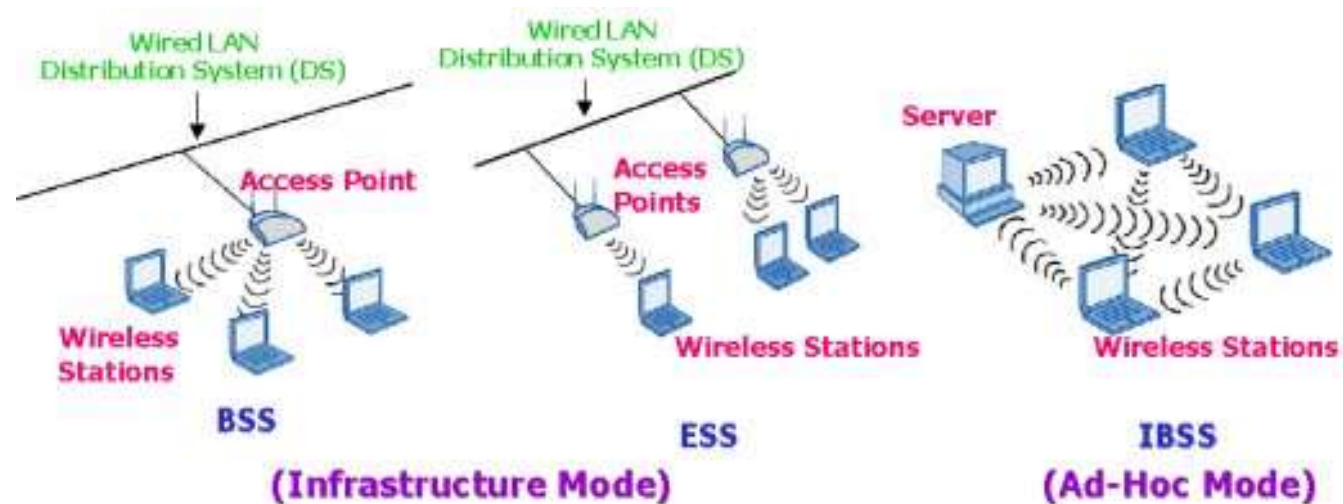 Wired LAN
Distribution System (DS)
Access Point
Wireless
Stations
BSS
Wired LAN
Distribution System (DS)
Access
Points
Wireless Stations
ESS
(Infrastructure Mode)
Server
Wireless Stations
IBSS
(Ad-Hoc Mode)